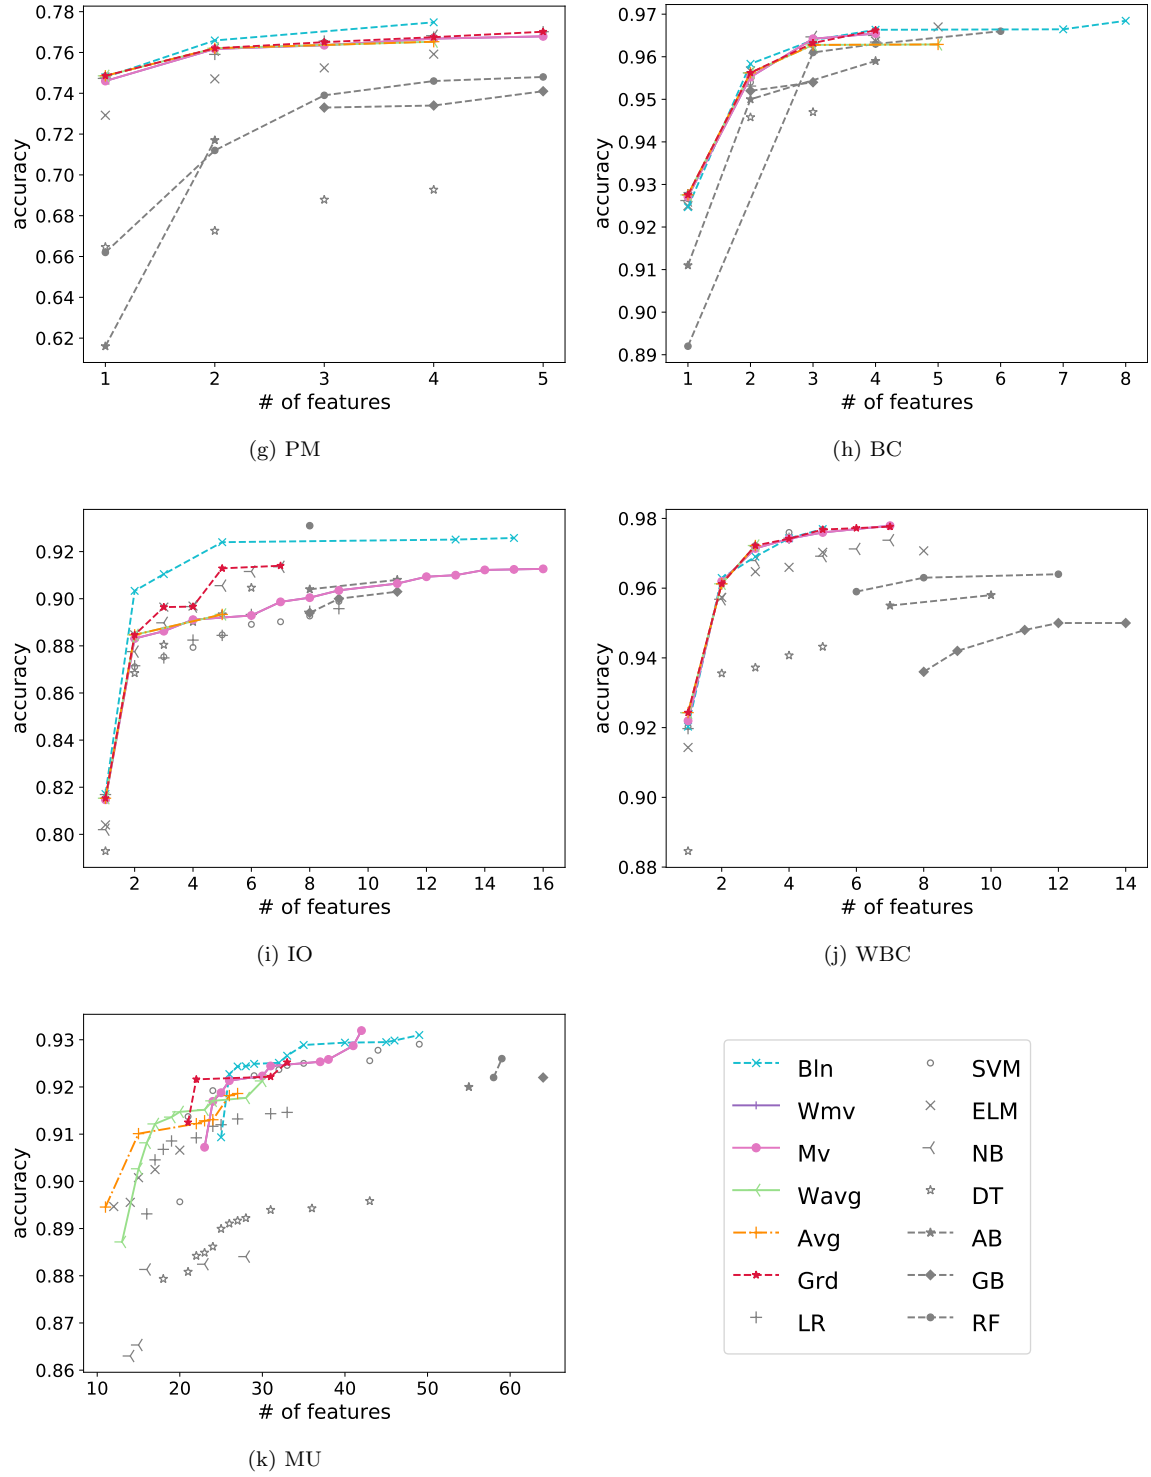 0.78
0.76
0.74
0.72
0.70
0.68
0.66
0.64
0.62
accuracy
1 2 3 4 5
# of features
(g) PM
0.97
0.96
0.95
0.94
0.93
0.92
0.91
0.90
0.89
accuracy
1 2 3 4 5 6 7 8
# of features
(h) BC
0.92
0.90
0.88
0.86
0.84
0.82
0.80
accuracy
2 4 6 8 10 12 14 16
# of features
(i) IO
0.98
0.96
0.94
0.92
0.90
0.88
accuracy
2 4 6 8 10 12 14
# of features
(j) WBC
0.93
0.92
0.91
0.90
0.89
0.88
0.87
0.86
accuracy
10 20 30 40 50 60
# of features
(k) MU
Bln
Wmv
Mv
Wavg
Avg
Grd
LR
SVM
ELM
NB
DT
AB
GB
RF